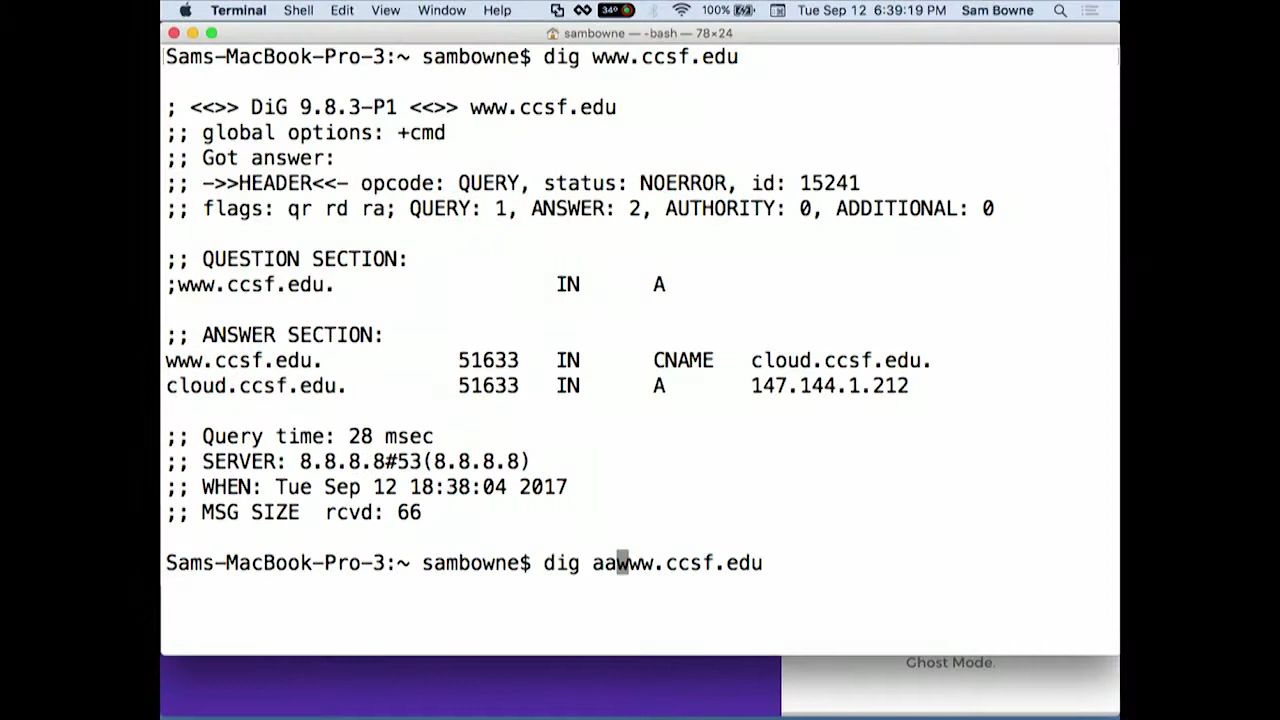 Terminal Shell Edit View Window Help 34° 100% Tue Sep 12 6:39:19 PM Sam Bowne
sambowne — -bash — 78×24
Sams-MacBook-Pro-3:~ sambowne$ dig www.ccsf.edu
; <<>> DiG 9.8.3-P1 <<>> www.ccsf.edu
;; global options: +cmd
;; Got answer:
;; ->>HEADER<<- opcode: QUERY, status: NOERROR, id: 15241
;; flags: qr rd ra; QUERY: 1, ANSWER: 2, AUTHORITY: 0, ADDITIONAL: 0
;; QUESTION SECTION:
;www.ccsf.edu. IN A
;; ANSWER SECTION:
www.ccsf.edu. 51633 IN CNAME cloud.ccsf.edu.
cloud.ccsf.edu. 51633 IN A 147.144.1.212
;; Query time: 28 msec
;; SERVER: 8.8.8.8#53(8.8.8.8)
;; WHEN: Tue Sep 12 18:38:04 2017
;; MSG SIZE rcvd: 66
Sams-MacBook-Pro-3:~ sambowne$ dig aawww.ccsf.edu
Ghost Mode.